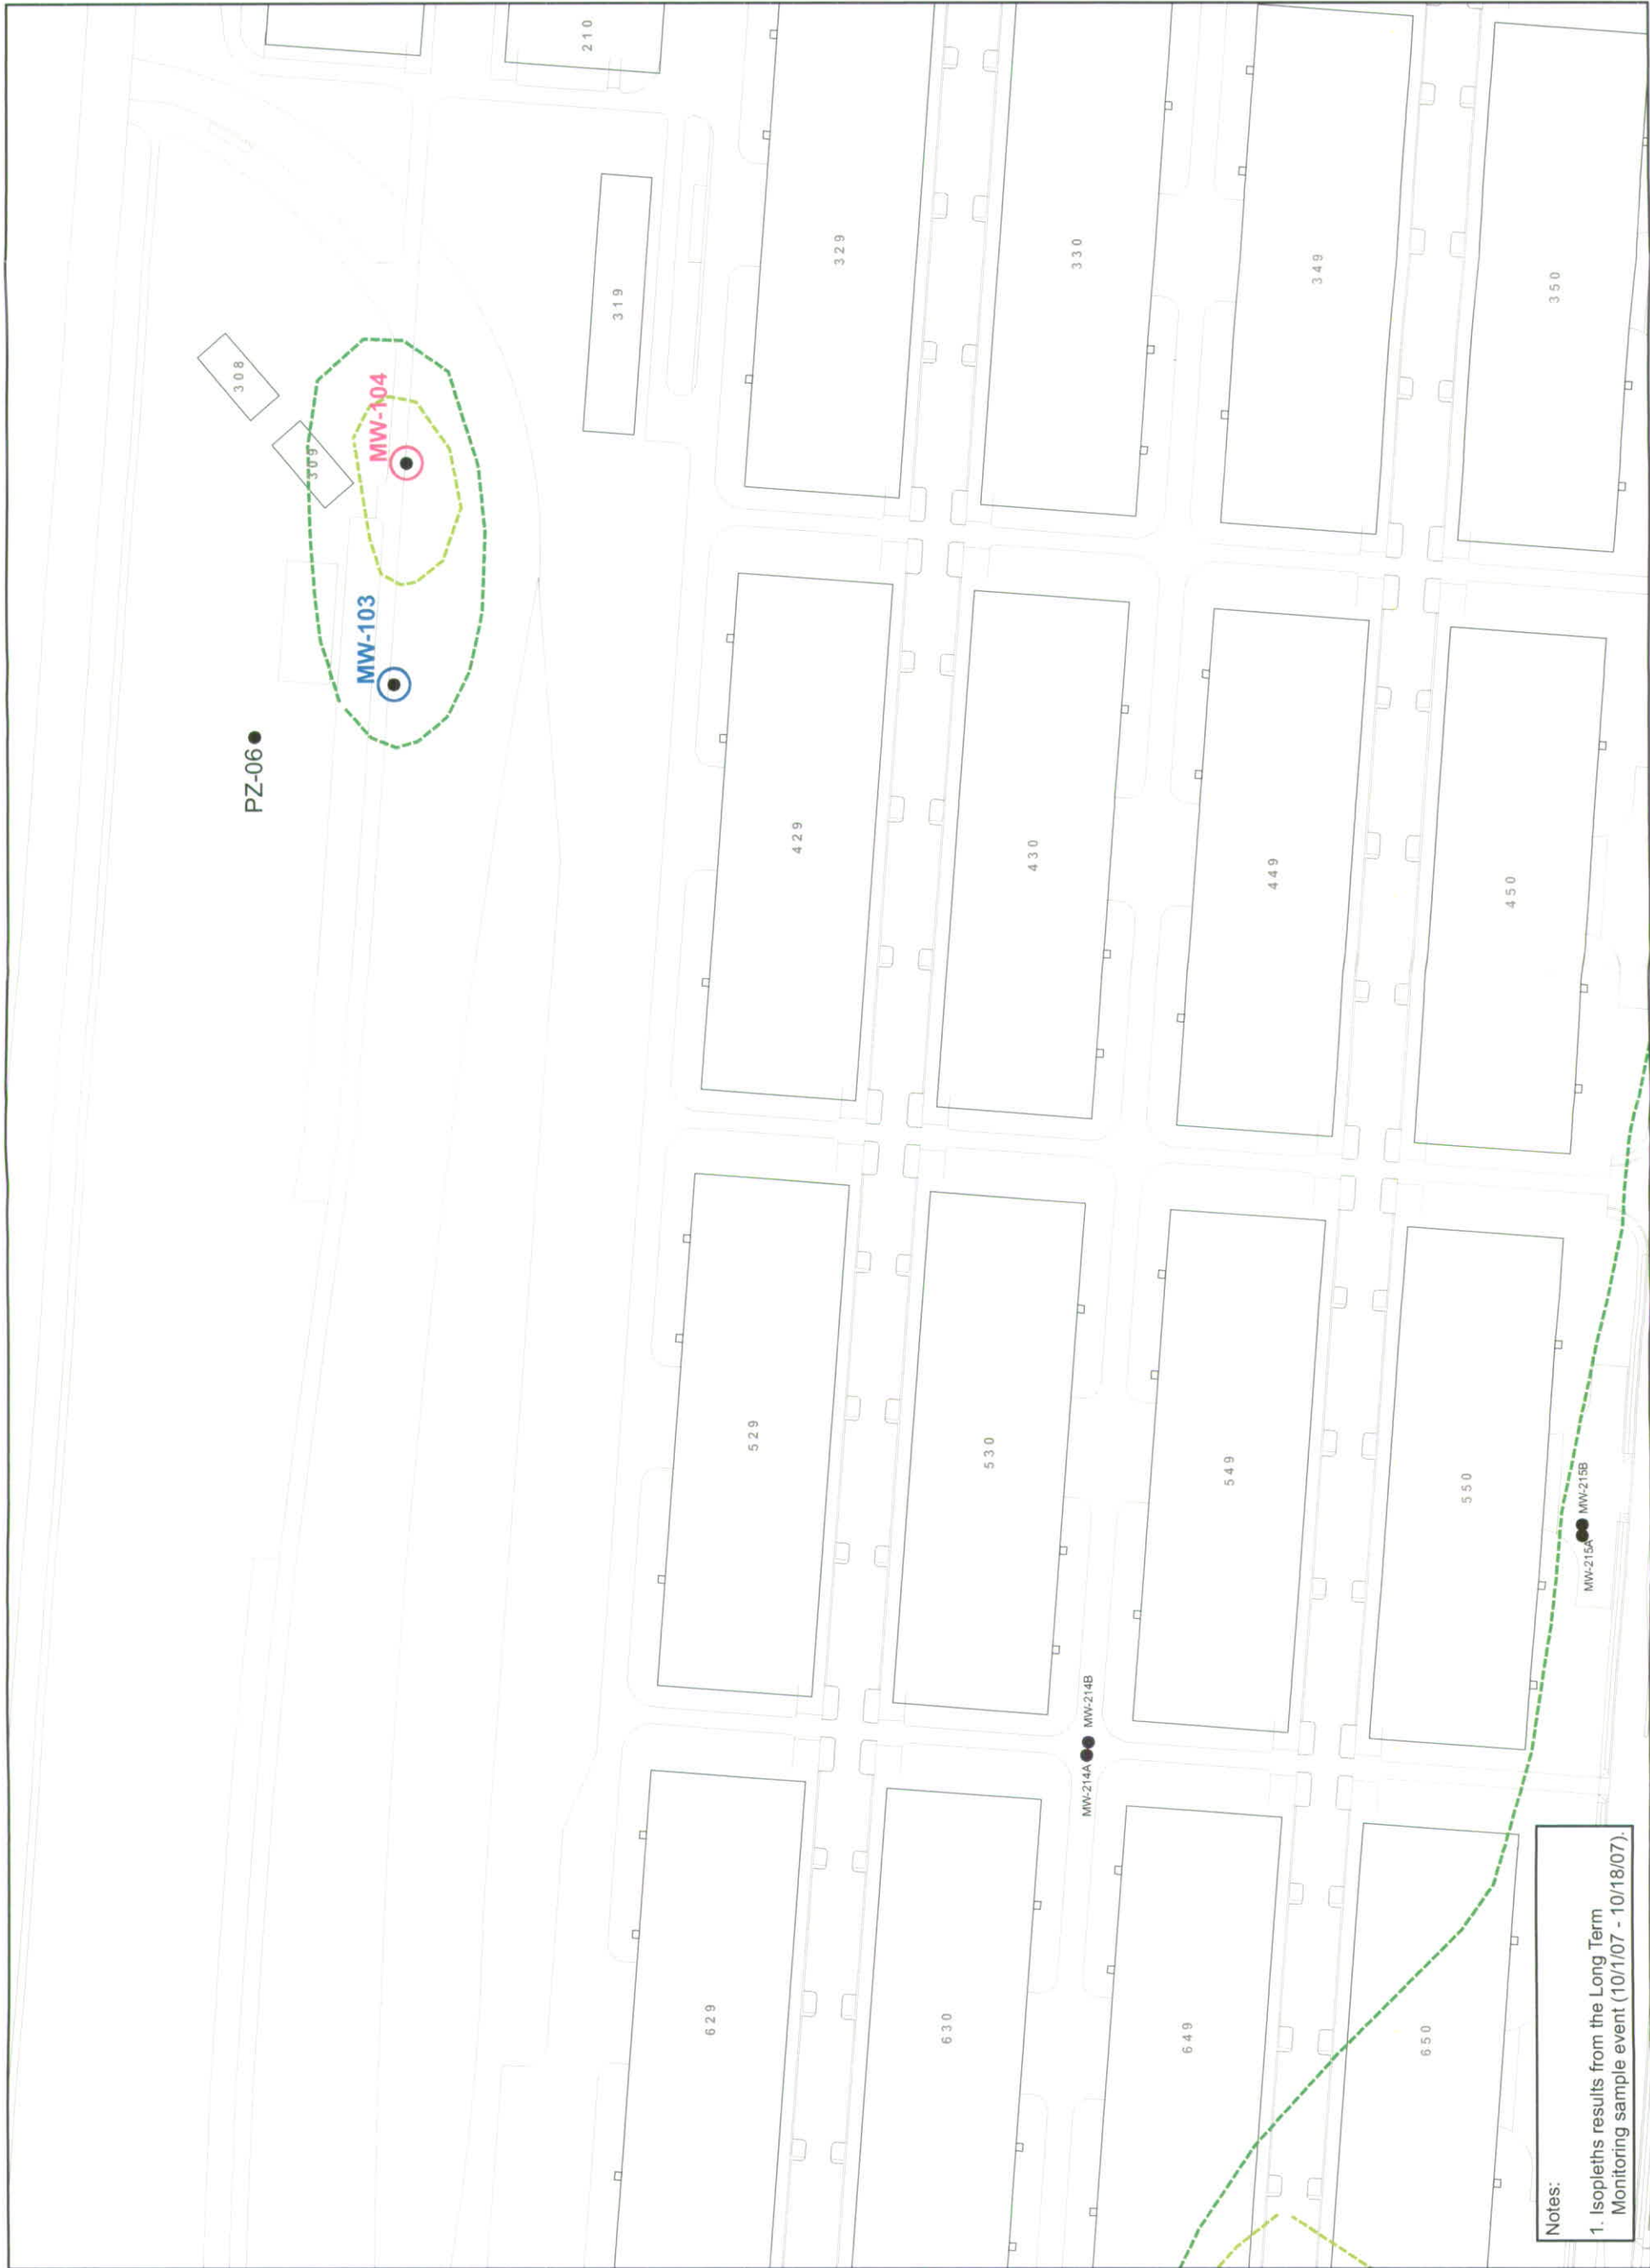 210
308
309
319
329
330
349
350
MW-104
MW-103
PZ-06
429
430
449
450
529
530
549
550
MW-215A
MW-215B
MW-214A
MW-214B
629
630
649
650
Notes:
1. Isopleths results from the Long Term
Monitoring sample event (10/1/07 - 10/18/07).